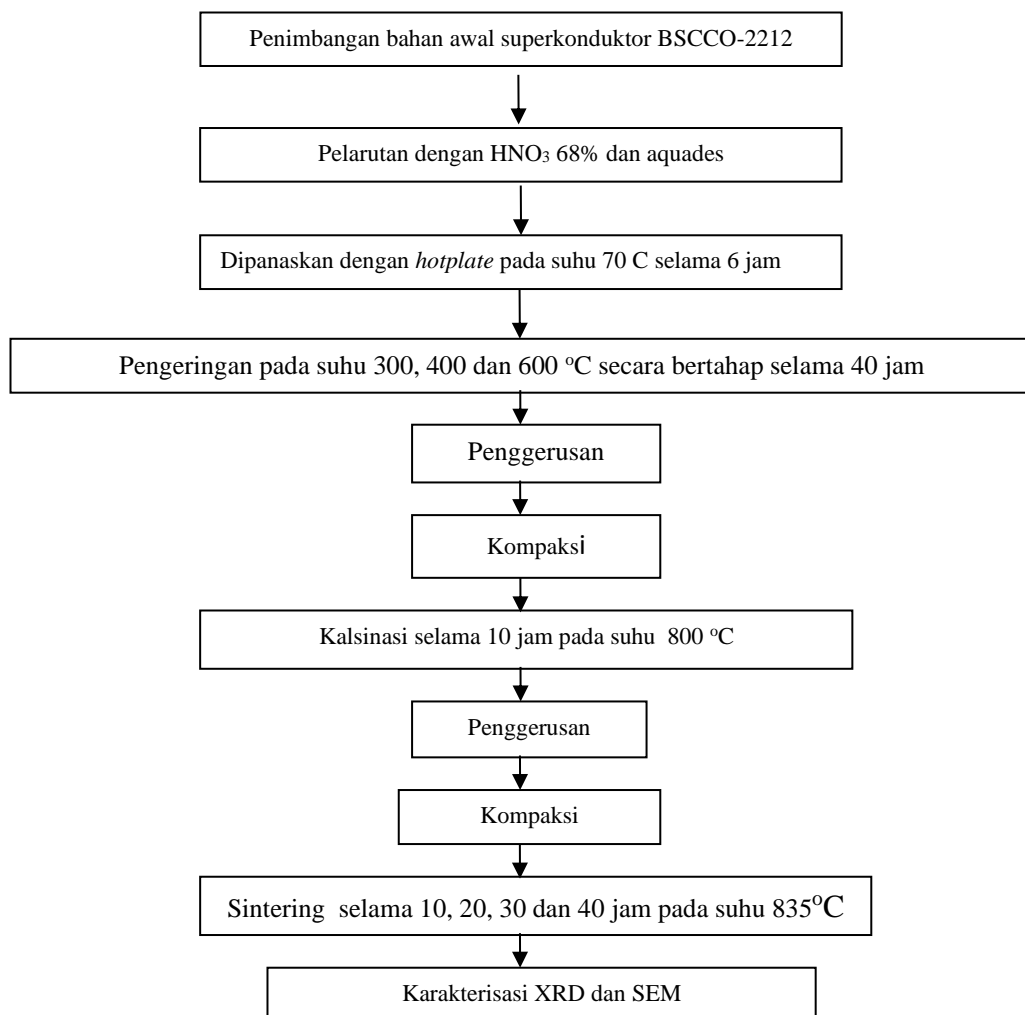 Penimbangan bahan awal superkonduktor BSCCO-2212
Pelarutan dengan HNO₃ 68% dan aquades
Dipanaskan dengan hotplate pada suhu 70 C selama 6 jam
Pengeringan pada suhu 300, 400 dan 600 °C secara bertahap selama 40 jam
Penggerusan
Kompaksi
Kalsinasi selama 10 jam pada suhu 800 °C
Penggerusan
Kompaksi
Sintering selama 10, 20, 30 dan 40 jam pada suhu 835°C
Karakterisasi XRD dan SEM